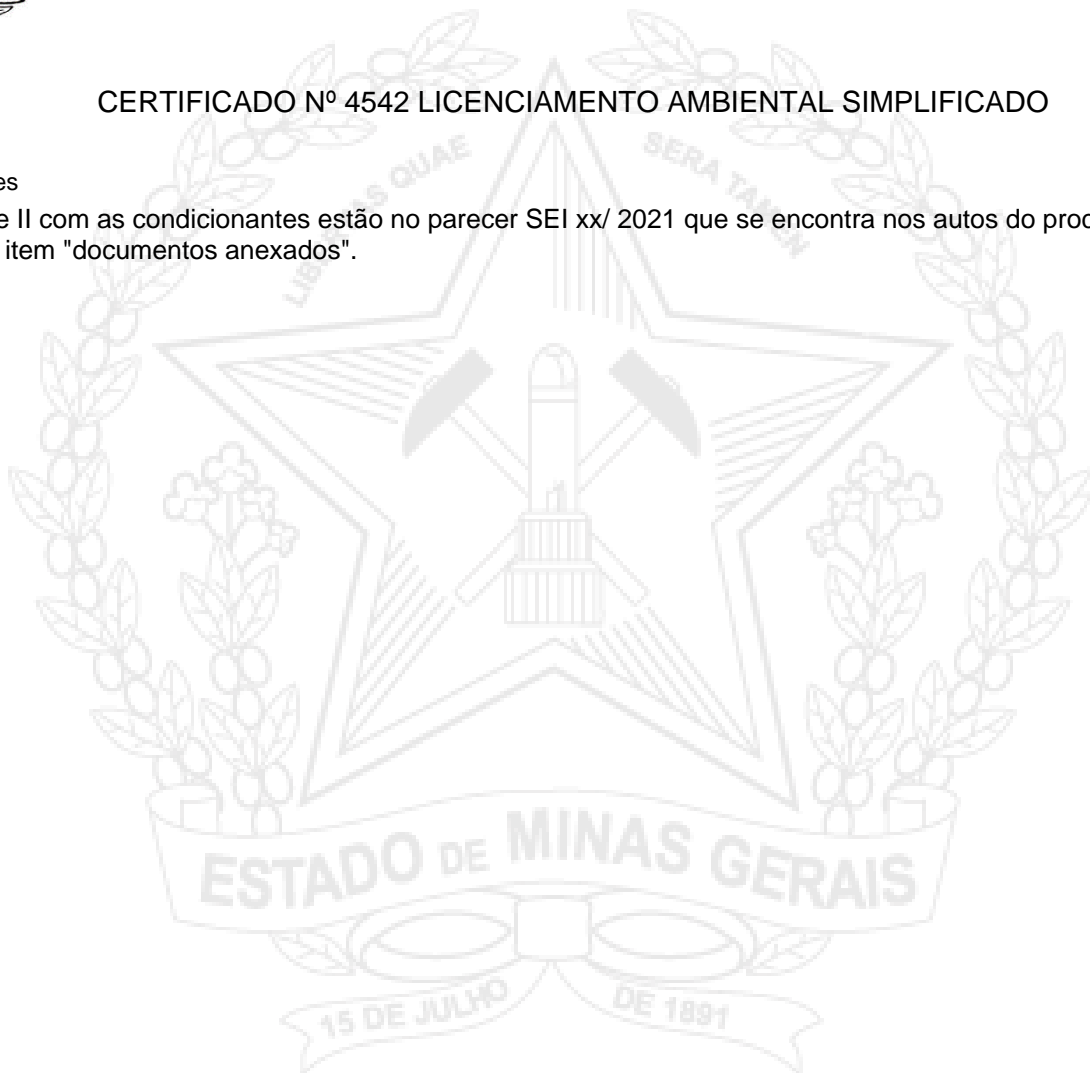 CERTIFICADO Nº 4542 LICENCIAMENTO AMBIENTAL SIMPLIFICADO
es
e II com as condicionantes estão no parecer SEI xx/ 2021 que se encontra nos autos do proc
item "documentos anexados".
LIBERTAS QUAE SERA TAMEN
ESTADO DE MINAS GERAIS
15 DE JULHO DE 1891